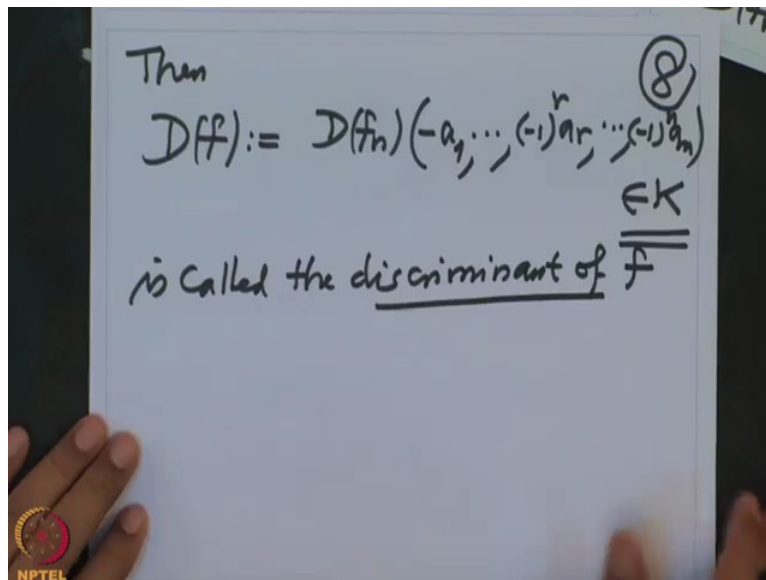 Then
8
D(f) := D(fn)(-a1, ..., (-1)^r ar, ..., (-1)^n an)
∈K
is called the discriminant of f
NPTEL